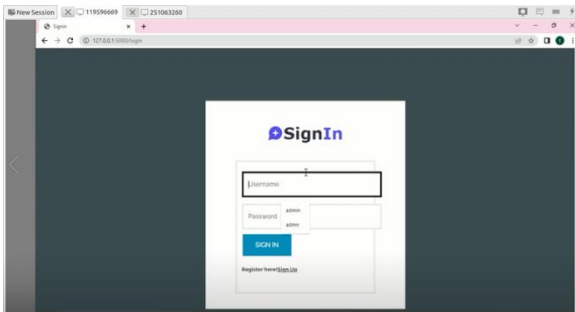 New Session 119596669 251063260
Signin
127.0.0.1:5000/signin
SignIn
Username
Password
admin
admn
SIGN IN
Register here!Sign Up